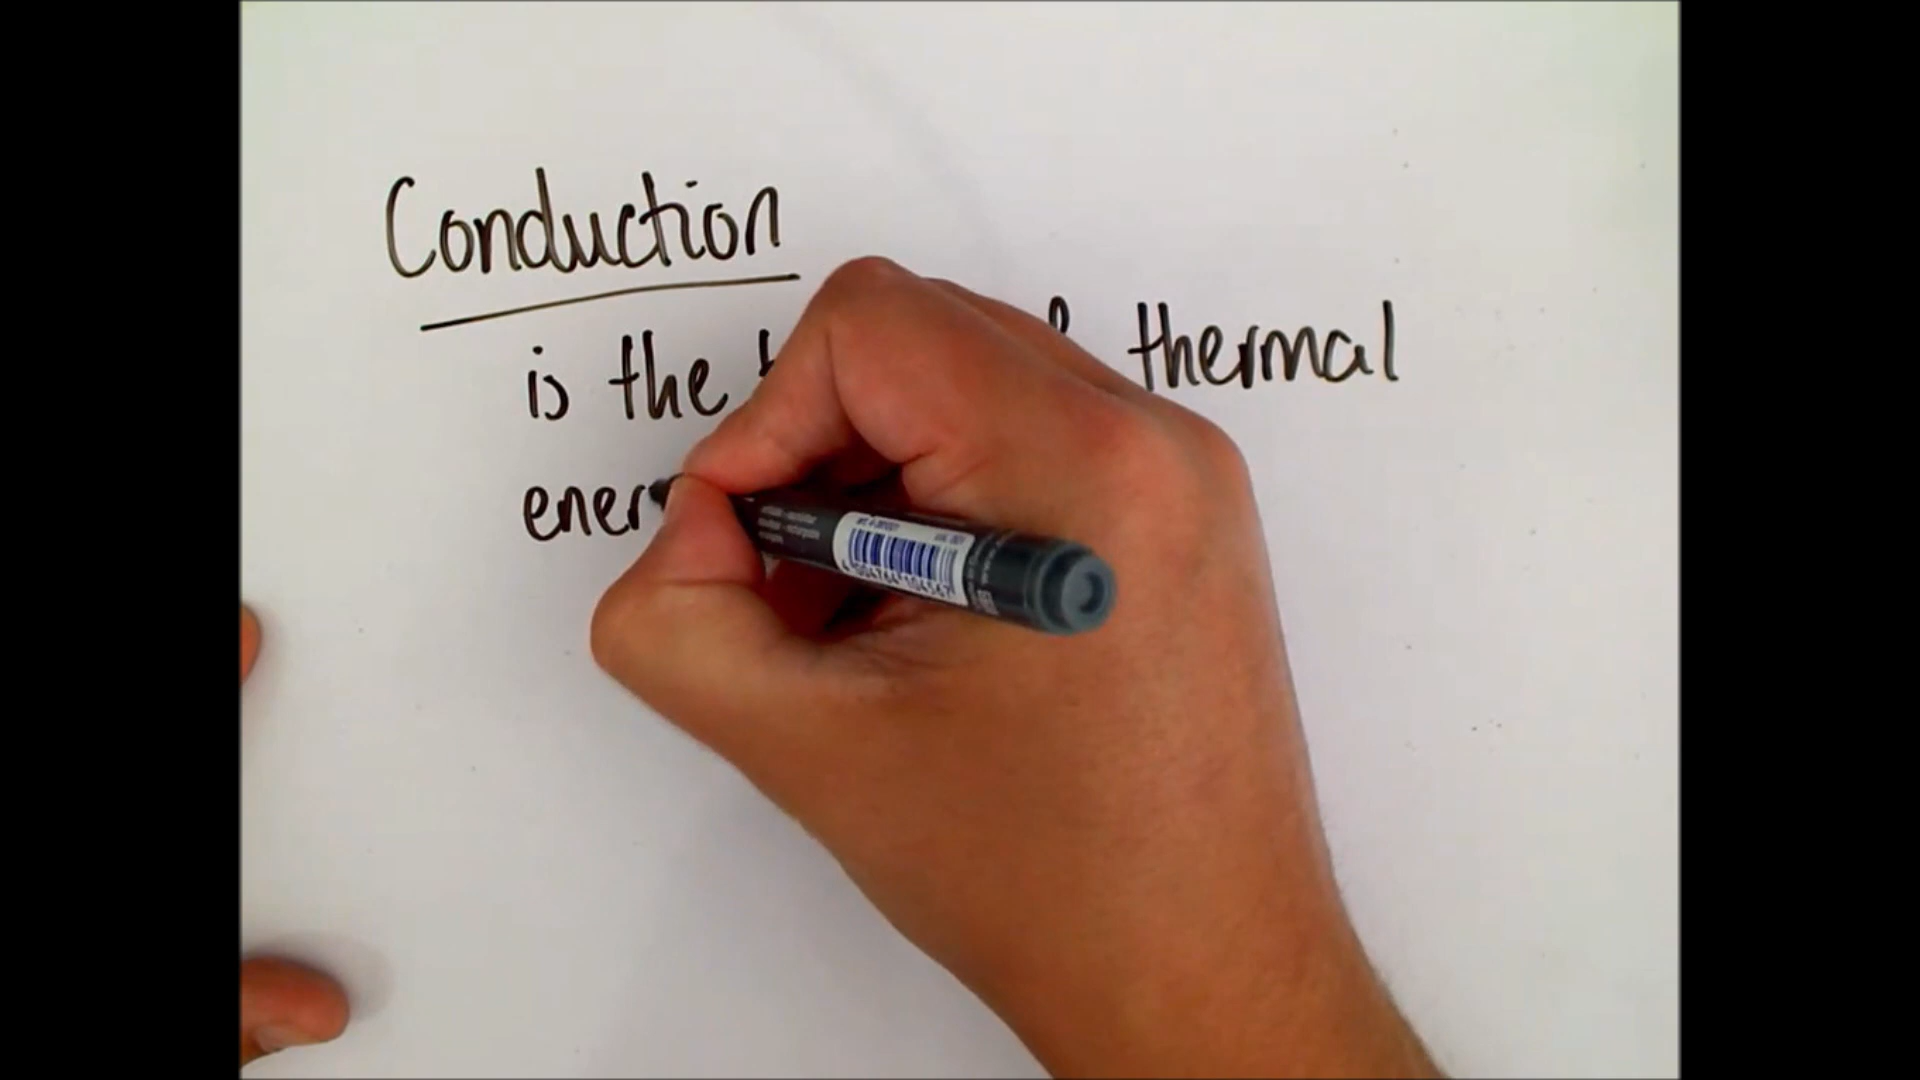 Conduction
is the thermal
ener